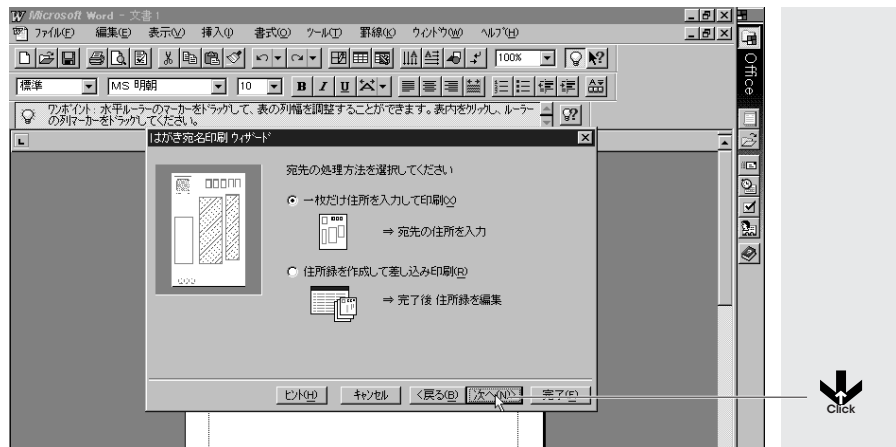 Microsoft Word - 文書 1
ファイル(F) 編集(E) 表示(V) 挿入(I) 書式(O) ツール(T) 罫線(K) ウィンドウ(W) ヘルプ(H)
100%
標準 MS 明朝 10 B I U
ワンポイント: 水平ルーラーのマーカーをドラッグして、表の列幅を調整することができます。表内をクリックし、ルーラー
の列マーカーをドラッグしてください。
Office
はがき宛名印刷 ウィザード
宛先の処理方法を選択してください
一枚だけ住所を入力して印刷(X)
⇒ 宛先の住所を入力
住所録を作成して差し込み印刷(R)
⇒ 完了後 住所録を編集
ヒント(H) キャンセル <戻る(B) 次へ(N)> 完了(F)
Click